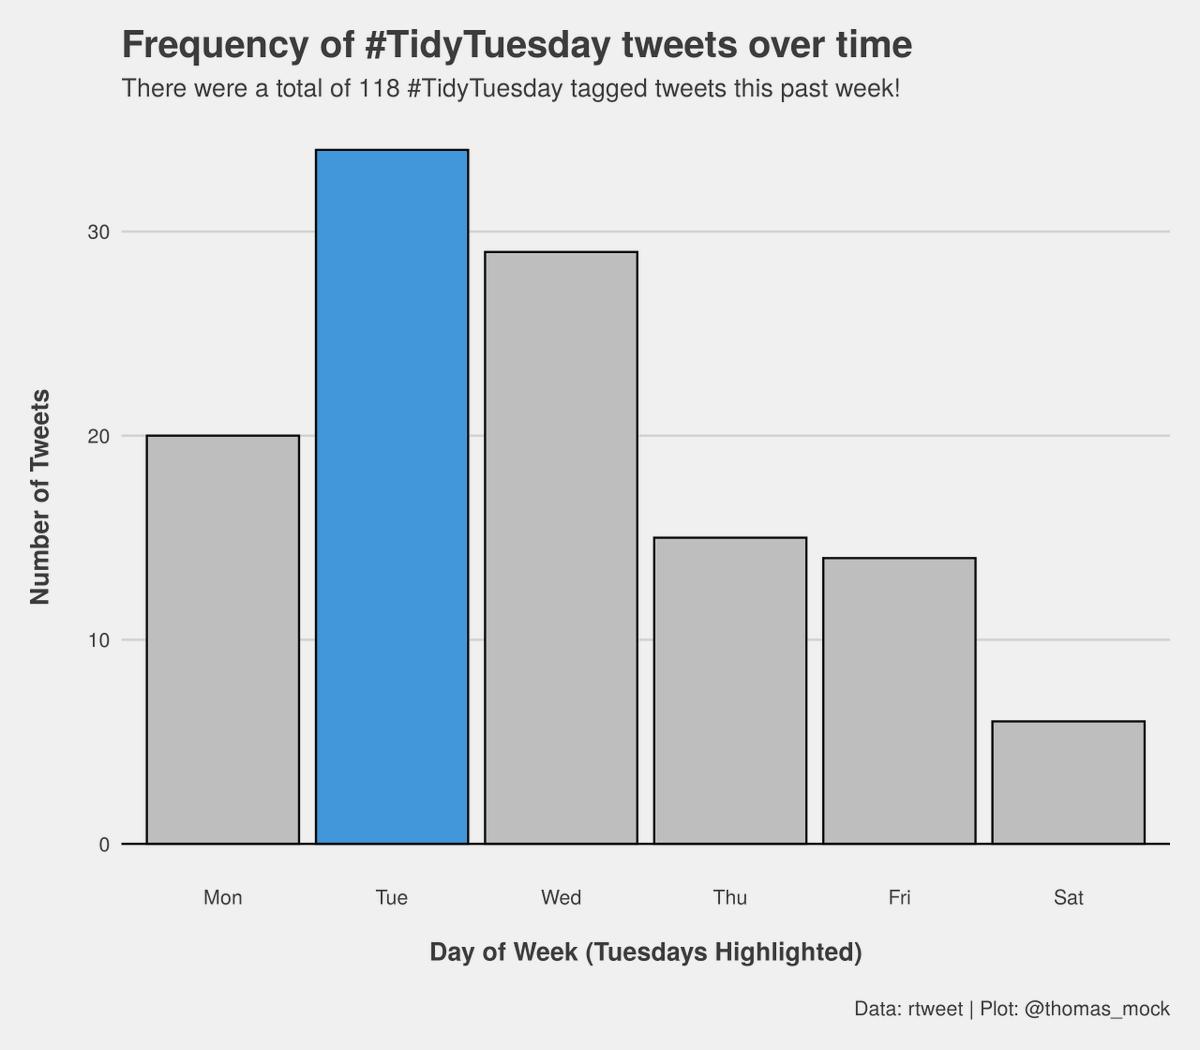 Frequency of #TidyTuesday tweets over time
There were a total of 118 #TidyTuesday tagged tweets this past week!
Number of Tweets
30
20
10
0
Mon Tue Wed Thu Fri Sat
Day of Week (Tuesdays Highlighted)
Data: rtweet | Plot: @thomas_mock